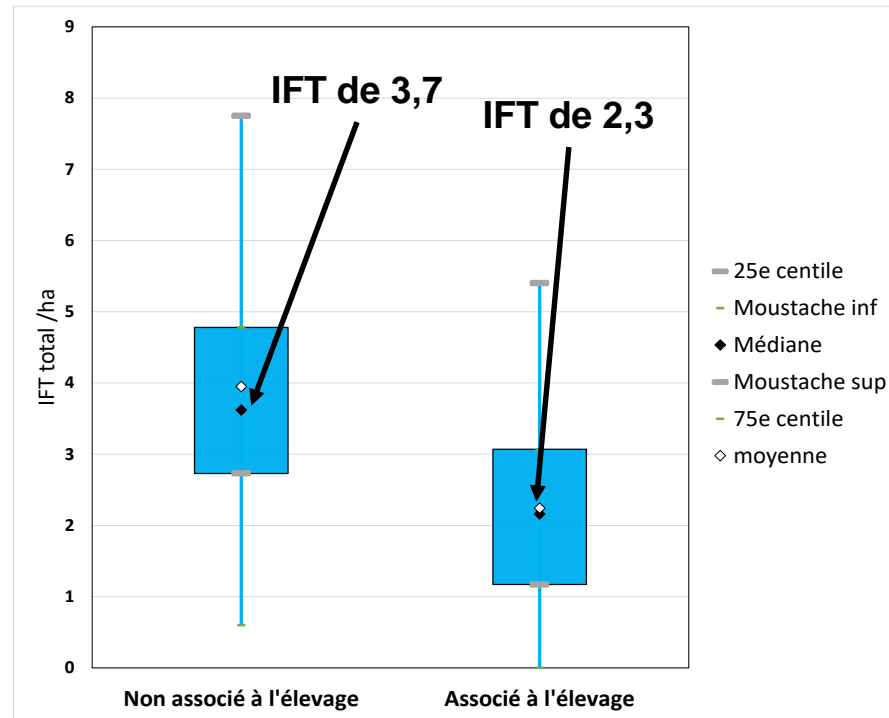 9
8
7
6
5
4
3
2
1
0
IFT total /ha
IFT de 3,7
IFT de 2,3
Non associé à l'élevage
Associé à l'élevage
25e centile
Moustache inf
Médiane
Moustache sup
75e centile
moyenne